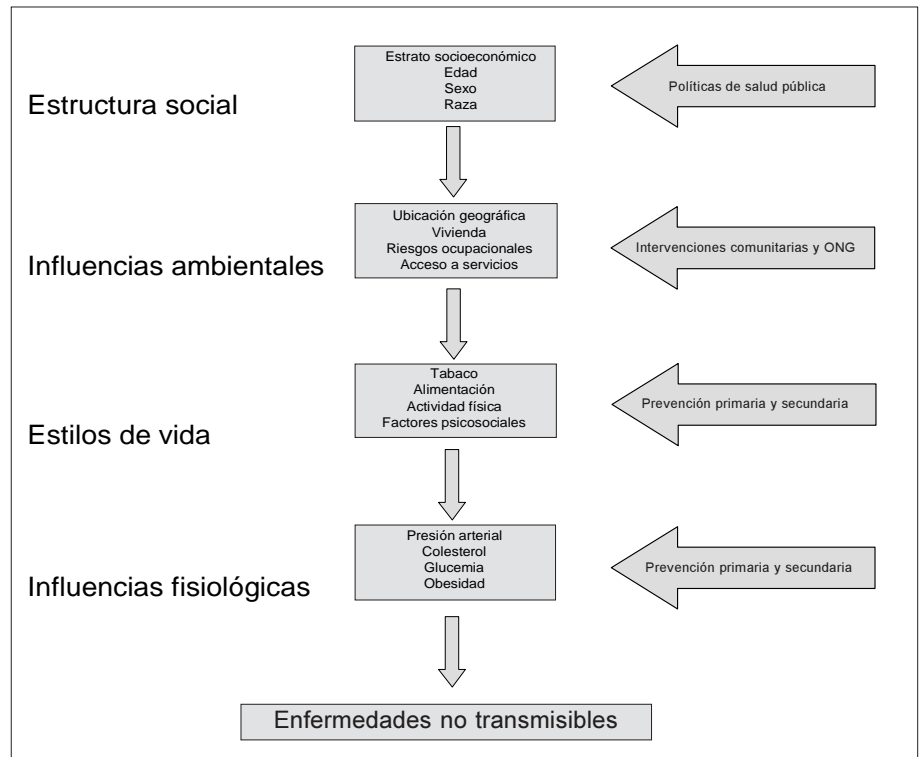 Estructura social
Estrato socioeconómico
Edad
Sexo
Raza
Políticas de salud pública
Influencias ambientales
Ubicación geográfica
Vivienda
Riesgos ocupacionales
Acceso a servicios
Intervenciones comunitarias y ONG
Estilos de vida
Tabaco
Alimentación
Actividad física
Factores psicosociales
Prevención primaria y secundaria
Influencias fisiológicas
Presión arterial
Colesterol
Glucemia
Obesidad
Prevención primaria y secundaria
Enfermedades no transmisibles